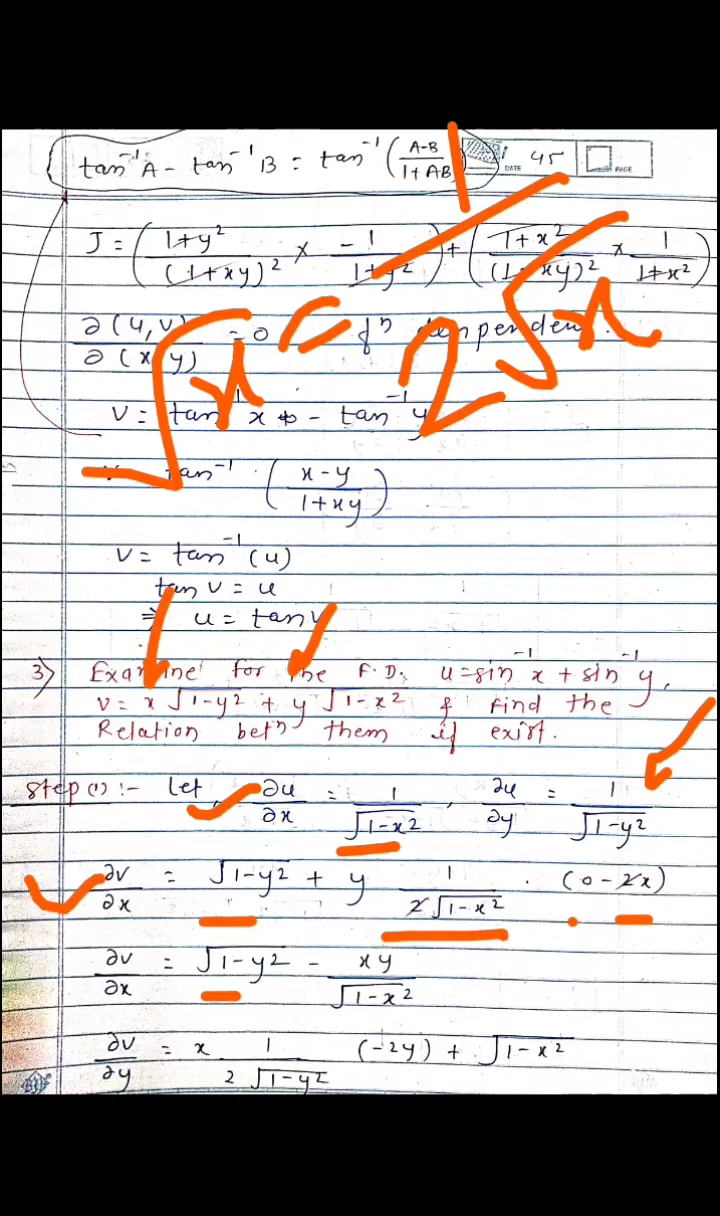 tan⁻¹A - tan⁻¹B = tan⁻¹(A-B / 1+AB)
DATE 45 PAGE
J = (1+y² / (1+xy)² × -1 / 1+y²) + (1+x² / (1+xy)² × 1 / 1+x²)
∂(u,v) / ∂(x,y) = 0 fⁿ dependent.
1 / 2√x
√x =
v = tan⁻¹x - tan⁻¹y
tan⁻¹(x-y / 1+xy)
v = tan⁻¹(u)
tan v = u
⇒ u = tan v
3) Examine for the F.D. u=sin⁻¹x + sin⁻¹y,
v = x√1-y² + y√1-x² & Find the
Relation betⁿ them if exist.
step (1) :- Let, ∂u/∂x = 1/√1-x², ∂u/∂y = 1/√1-y²
∂v/∂x = √1-y² + y 1/2√1-x² . (0-2x)
∂v/∂x = √1-y² - xy/√1-x²
∂v/∂y = x 1/2√1-y² (-2y) + √1-x²